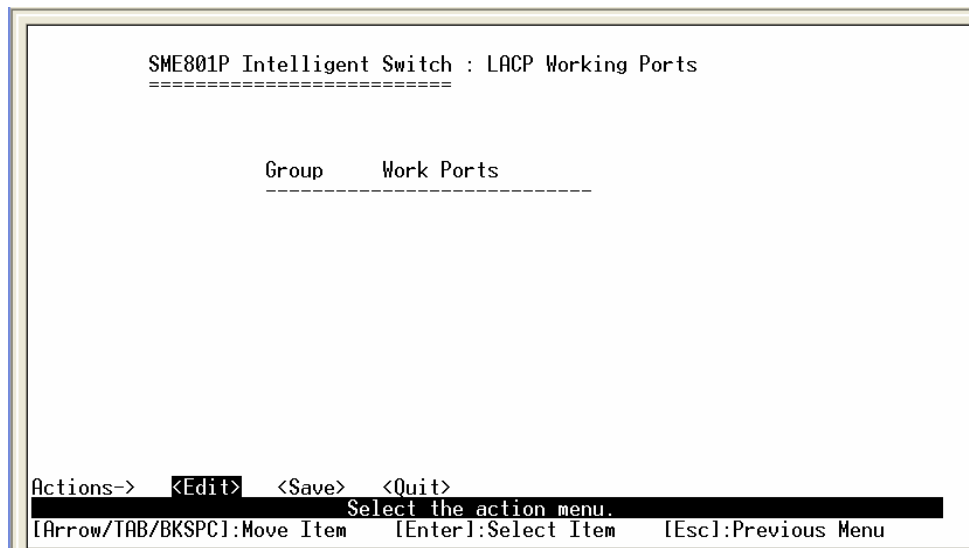 SME801P Intelligent Switch : LACP Working Ports
==========================
Group Work Ports
----------------------------
Actions-> <Edit> <Save> <Quit>
Select the action menu.
[Arrow/TAB/BKSPC]:Move Item [Enter]:Select Item [Esc]:Previous Menu